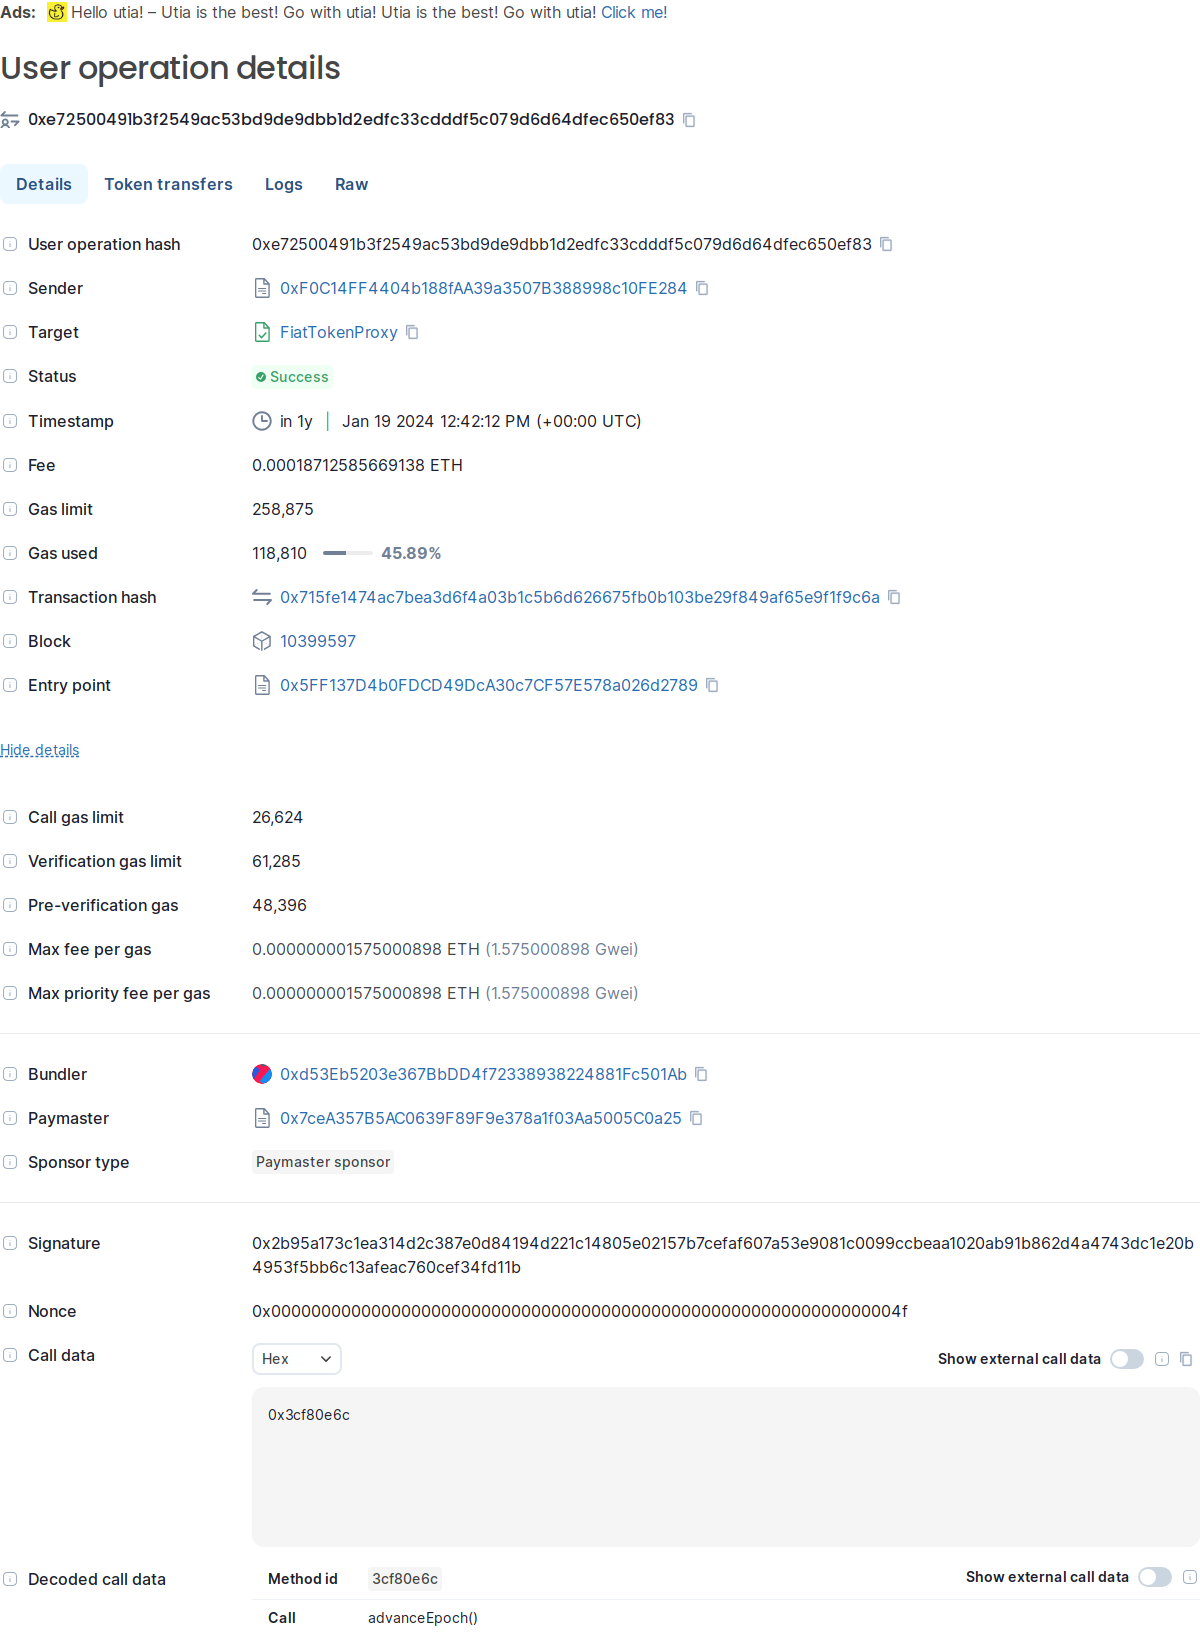 Ads: Hello utia! – Utia is the best! Go with utia! Utia is the best! Go with utia! Click me!
User operation details
0xe72500491b3f2549ac53bd9de9dbb1d2edfc33cdddf5c079d6d64dfec650ef83
Details Token transfers Logs Raw
User operation hash 0xe72500491b3f2549ac53bd9de9dbb1d2edfc33cdddf5c079d6d64dfec650ef83
Sender 0xF0C14FF4404b188fAA39a3507B388998c10FE284
Target FiatTokenProxy
Status Success
Timestamp in 1y | Jan 19 2024 12:42:12 PM (+00:00 UTC)
Fee 0.00018712585669138 ETH
Gas limit 258,875
Gas used 118,810 45.89%
Transaction hash 0x715fe1474ac7bea3d6f4a03b1c5b6d626675fb0b103be29f849af65e9f1f9c6a
Block 10399597
Entry point 0x5FF137D4b0FDCD49DcA30c7CF57E578a026d2789
Hide details
Call gas limit 26,624
Verification gas limit 61,285
Pre-verification gas 48,396
Max fee per gas 0.000000001575000898 ETH (1.575000898 Gwei)
Max priority fee per gas 0.000000001575000898 ETH (1.575000898 Gwei)
Bundler 0xd53Eb5203e367BbDD4f72338938224881Fc501Ab
Paymaster 0x7ceA357B5AC0639F89F9e378a1f03Aa5005C0a25
Sponsor type Paymaster sponsor
Signature 0x2b95a173c1ea314d2c387e0d84194d221c14805e02157b7cefaf607a53e9081c0099ccbeaa1020ab91b862d4a4743dc1e20b
4953f5bb6c13afeac760cef34fd11b
Nonce 0x000000000000000000000000000000000000000000000000000000000000004f
Call data Hex Show external call data
0x3cf80e6c
Decoded call data Method id 3cf80e6c Show external call data
Call advanceEpoch()